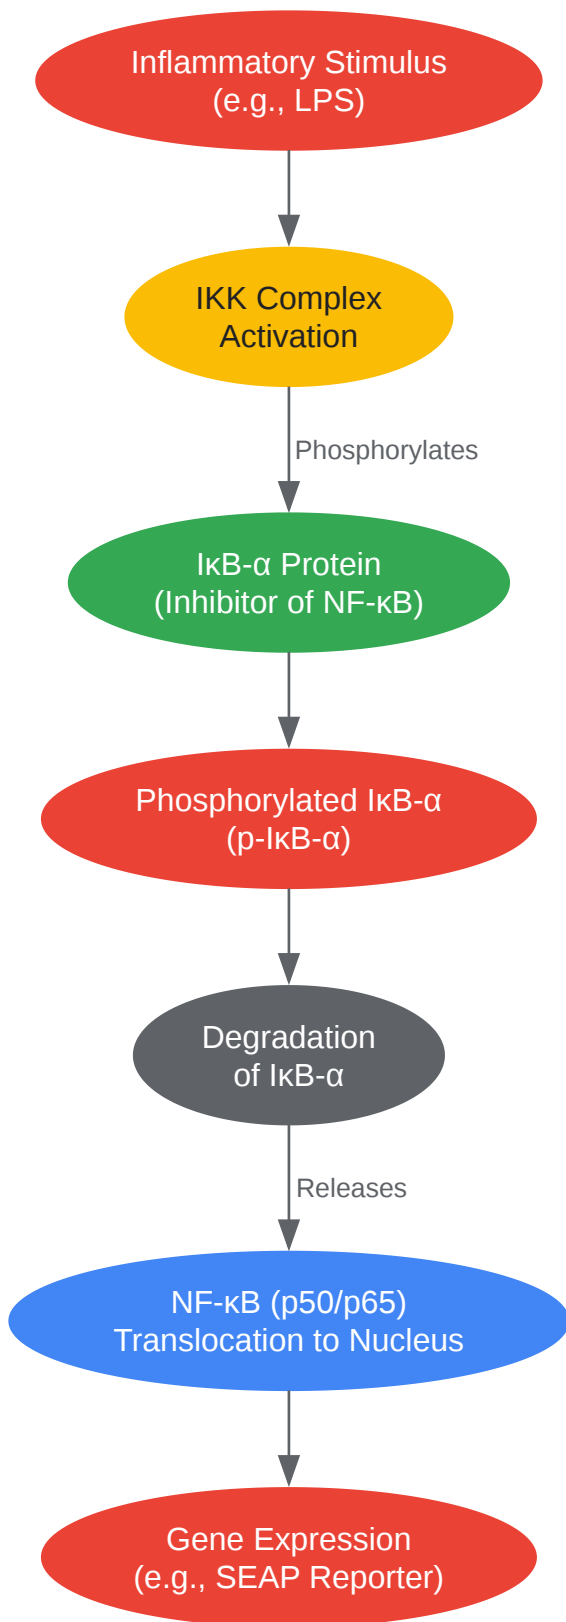 Inflammatory Stimulus
(e.g., LPS)
IKK Complex
Activation
Phosphorylates
IκB-α Protein
(Inhibitor of NF-κB)
Phosphorylated IκB-α
(p-IκB-α)
Degradation
of IκB-α
Releases
NF-κB (p50/p65)
Translocation to Nucleus
Gene Expression
(e.g., SEAP Reporter)